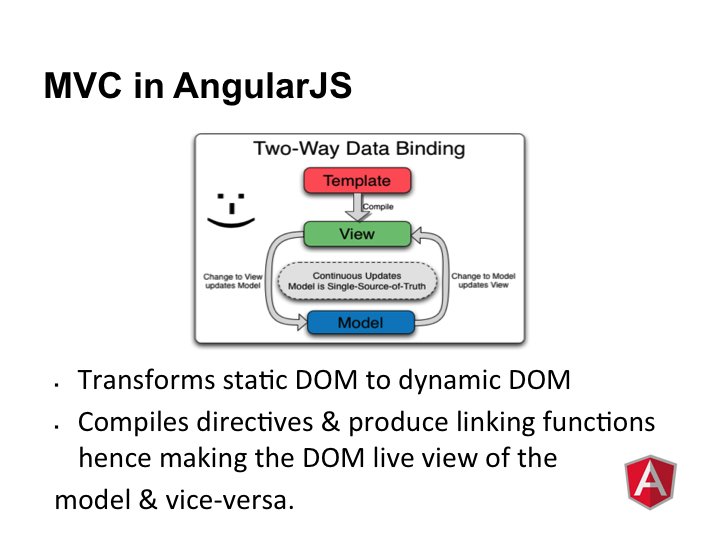 MVC in AngularJS
Two-Way Data Binding
Template
Compile
View
Change to View
updates Model
Continuous Updates
Model is Single-Source-of-Truth
Change to Model
updates View
Model
▪ Transforms static DOM to dynamic DOM
▪ Compiles directives & produce linking functions
hence making the DOM live view of the
model & vice-versa.
A